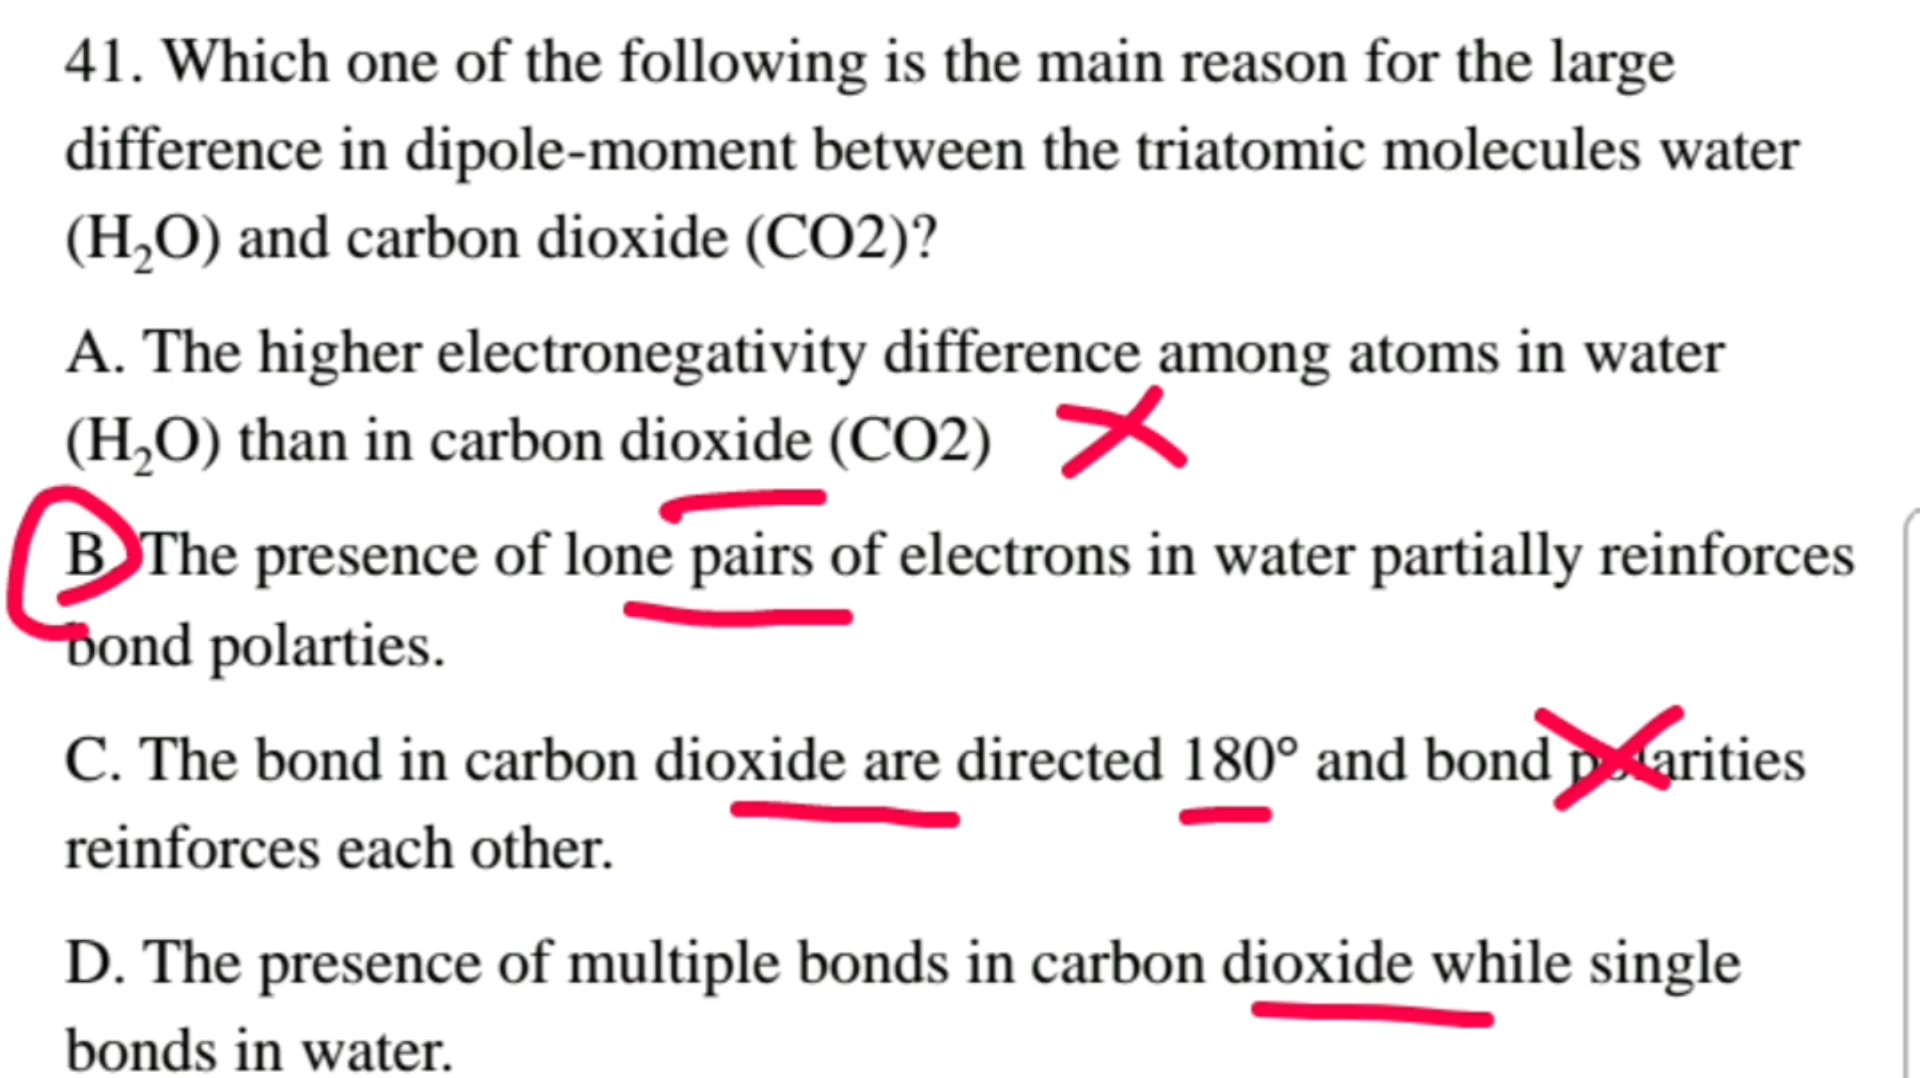 41. Which one of the following is the main reason for the large
difference in dipole-moment between the triatomic molecules water
(H₂O) and carbon dioxide (CO2)?
A. The higher electronegativity difference among atoms in water
(H₂O) than in carbon dioxide (CO2)
B. The presence of lone pairs of electrons in water partially reinforces
bond polarties.
C. The bond in carbon dioxide are directed 180° and bond polarities
reinforces each other.
D. The presence of multiple bonds in carbon dioxide while single
bonds in water.